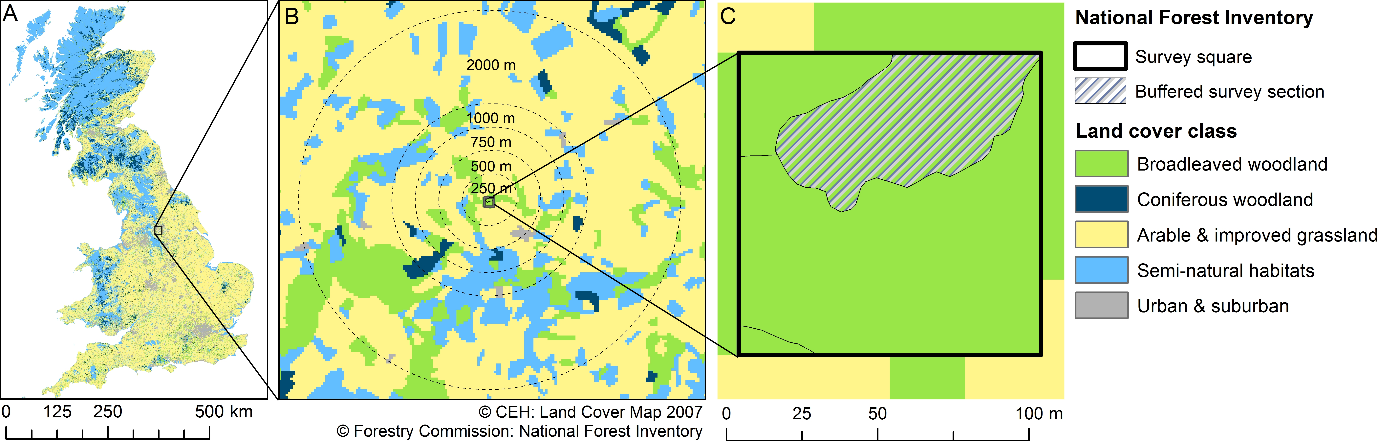 A
B
C
2000 m
1000 m
750 m
500 m
250 m
National Forest Inventory
Survey square
Buffered survey section
Land cover class
Broadleaved woodland
Coniferous woodland
Arable & improved grassland
Semi-natural habitats
Urban & suburban
0 125 250 500 km
© CEH: Land Cover Map 2007
© Forestry Commission: National Forest Inventory
0 25 50 100 m